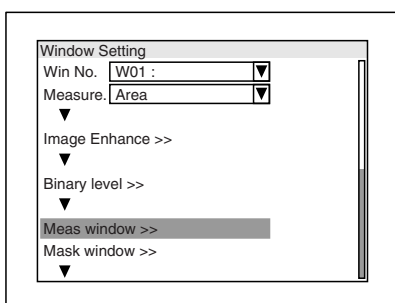 Window Setting
Win No. W01 :
Measure. Area
Image Enhance >>
Binary level >>
Meas window >>
Mask window >>